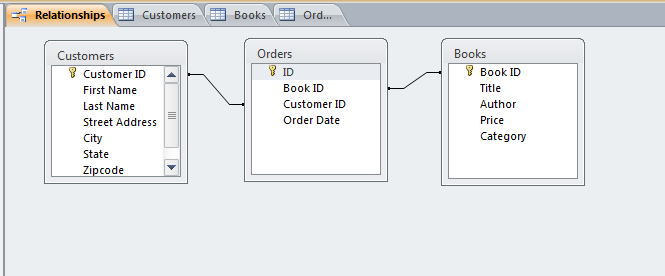 Relationships Customers Books Ord...
Customers
Customer ID
First Name
Last Name
Street Address
City
State
Zipcode
Orders
ID
Book ID
Customer ID
Order Date
Books
Book ID
Title
Author
Price
Category